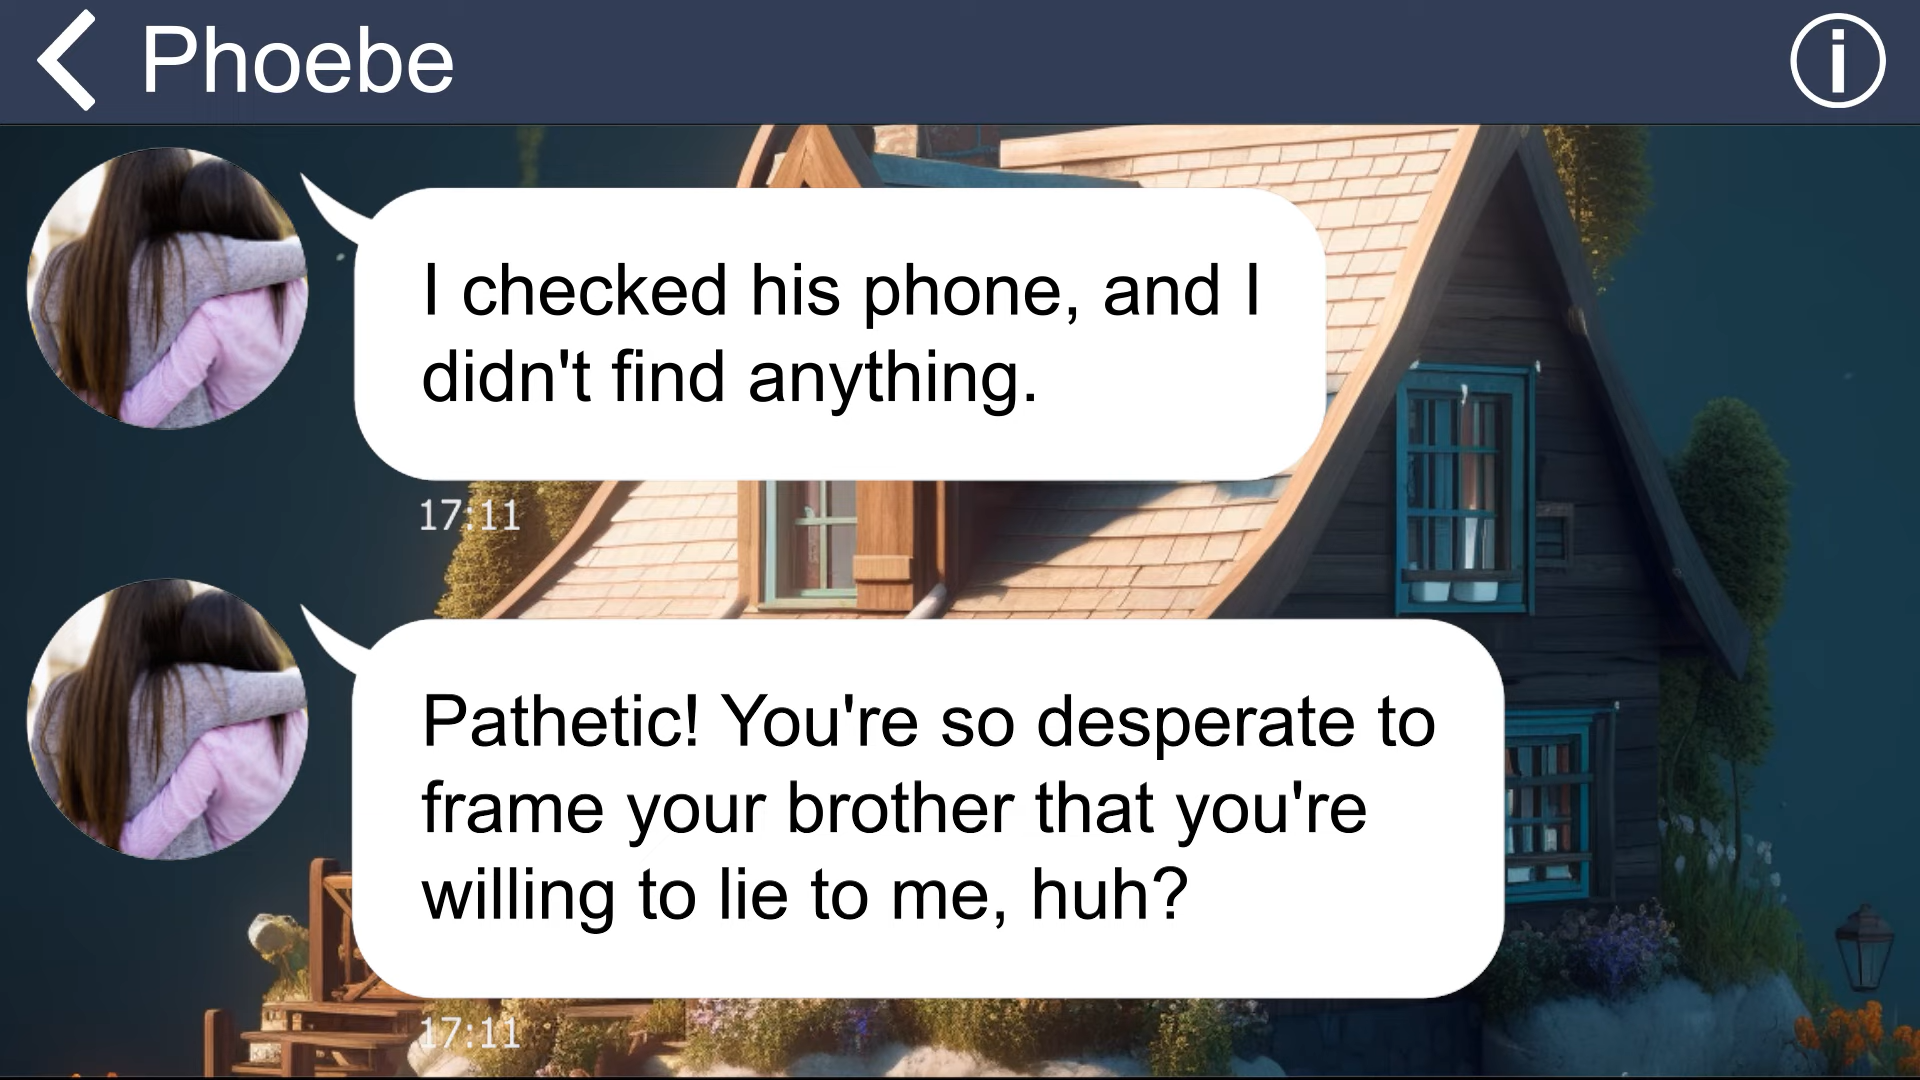 Phoebe
I checked his phone, and I
didn't find anything.
17:11
Pathetic! You're so desperate to
frame your brother that you're
willing to lie to me, huh?
17:11